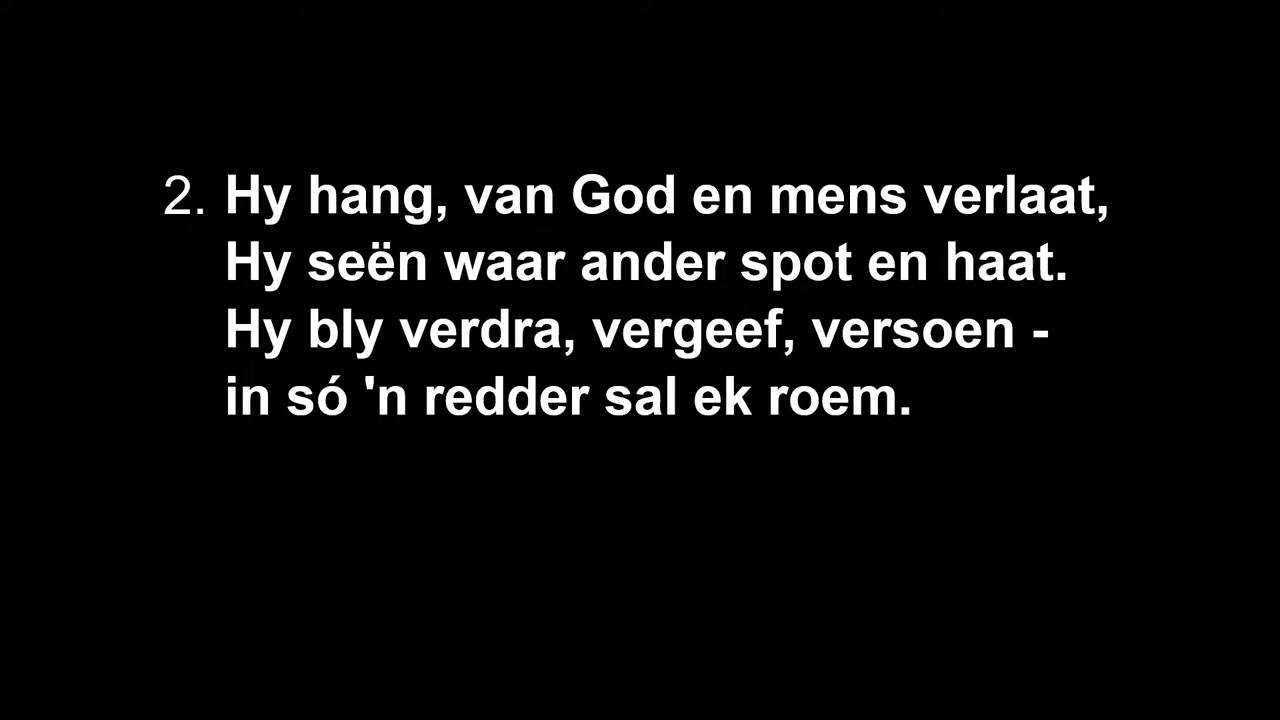 2. Hy hang, van God en mens verlaat,
Hy seën waar ander spot en haat.
Hy bly verdra, vergeef, versoen -
in só 'n redder sal ek roem.